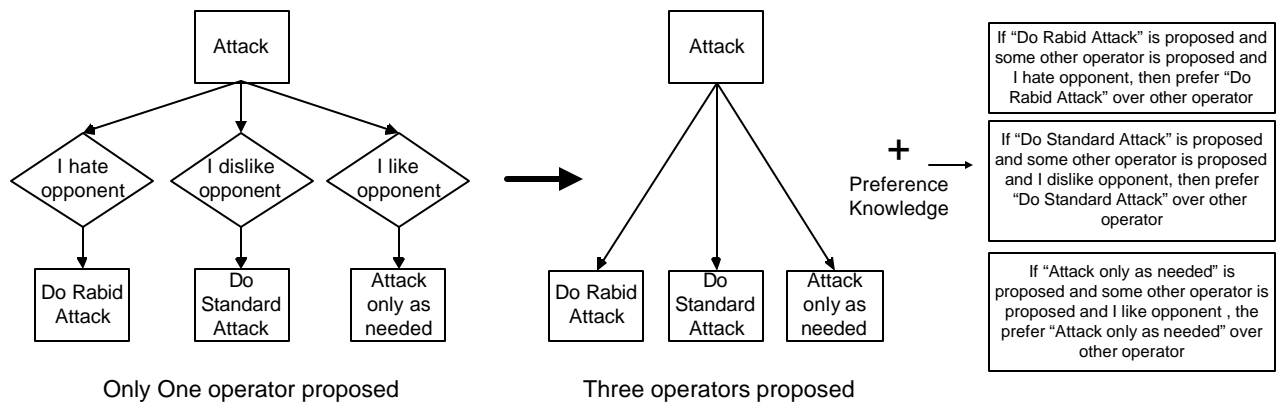 Attack
I hate
opponent
I dislike
opponent
I like
opponent
Do Rabid
Attack
Do
Standard
Attack
Attack
only as
needed
Only One operator proposed
Attack
Do Rabid
Attack
Do
Standard
Attack
Attack
only as
needed
Three operators proposed
+
Preference
Knowledge
If “Do Rabid Attack” is proposed and
some other operator is proposed and
I hate opponent, then prefer “Do
Rabid Attack” over other operator
If “Do Standard Attack” is proposed
and some other operator is proposed
and I dislike opponent, then prefer
“Do Standard Attack” over other
operator
If “Attack only as needed” is
proposed and some other operator is
proposed and I like opponent , the
prefer “Attack only as needed” over
other operator